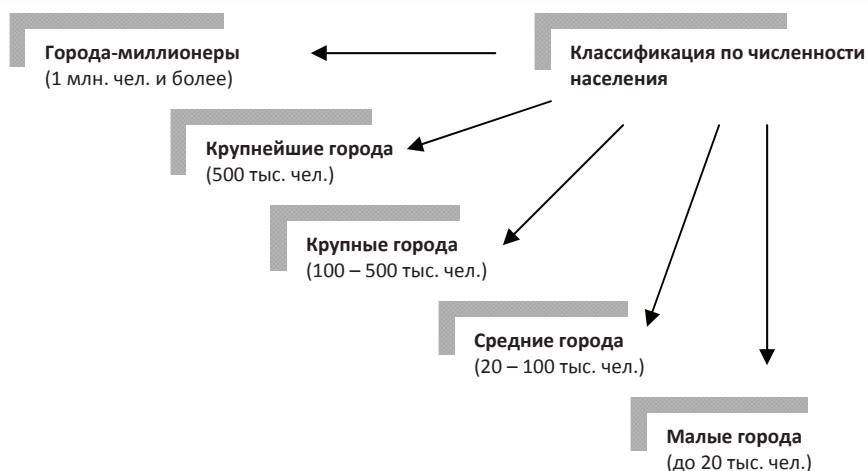 Города-миллионеры
(1 млн. чел. и более)
Классификация по численности
населения
Крупнейшие города
(500 тыс. чел.)
Крупные города
(100 – 500 тыс. чел.)
Средние города
(20 – 100 тыс. чел.)
Малые города
(до 20 тыс. чел.)